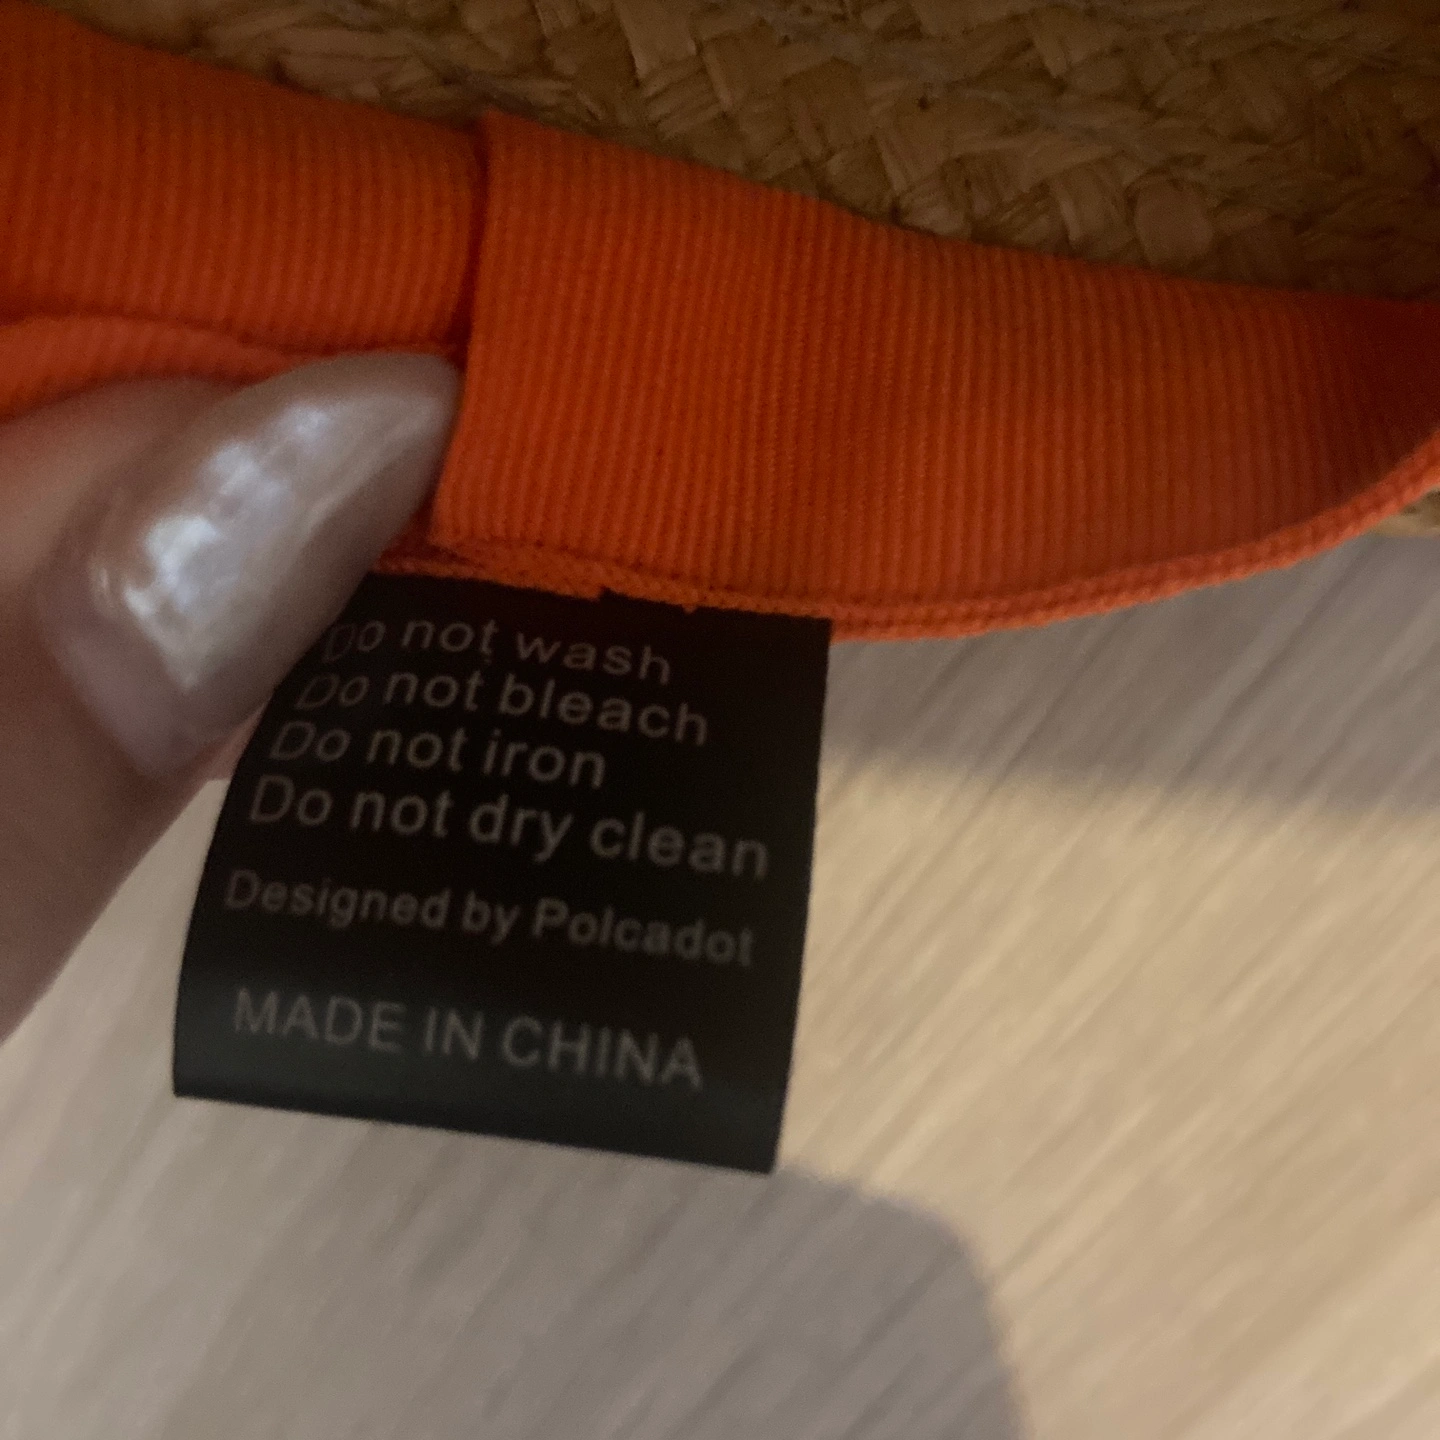 Do not wash
Do not bleach
Do not iron
Do not dry clean
Designed by Polcadot
MADE IN CHINA